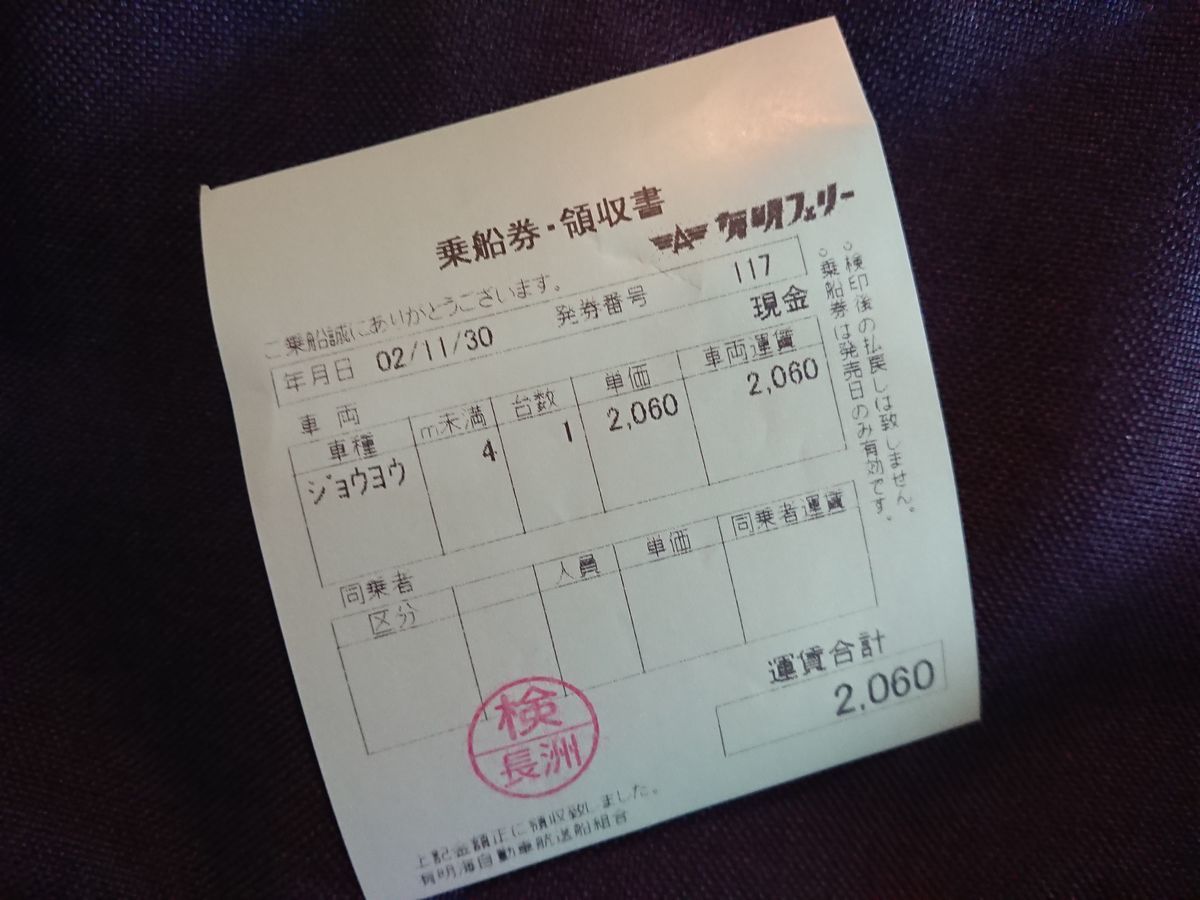 乗船券・領収書
有明フェリー
ご乗船誠にありがとうございます。
年月日 02/11/30 発券番号 117
車両 現金
車種 m未満 台数 単価 車両運賃
ジョウヨウ 4 1 2,060 2,060
同乗者
区分 人員 単価 同乗者運賃
運賃合計
2,060
検
長洲
上記金額正に領収致しました。
有明海自動車航送船組合
○検印後の払戻しは致しません。
○乗船券は発売日のみ有効です。